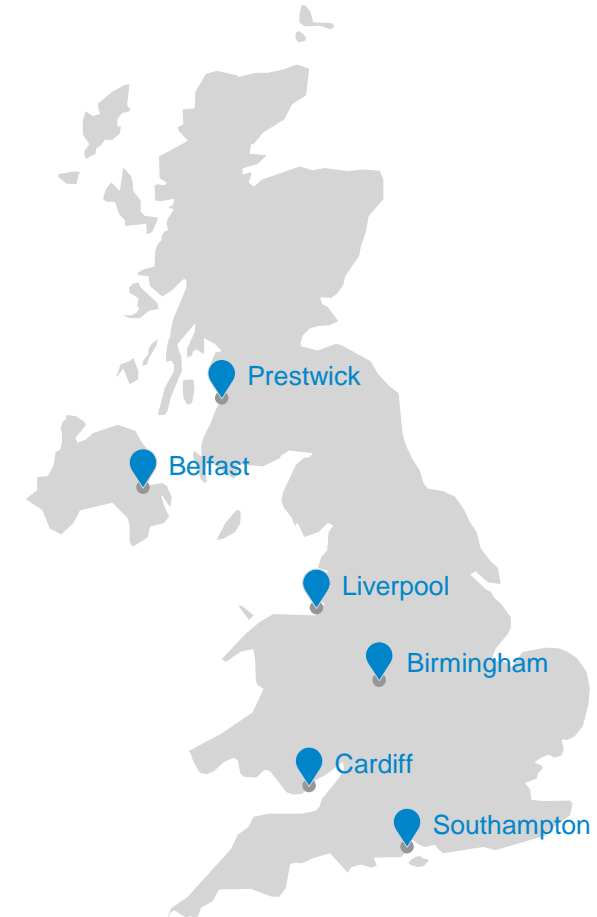 Prestwick
Belfast
Liverpool
Birmingham
Cardiff
Southampton